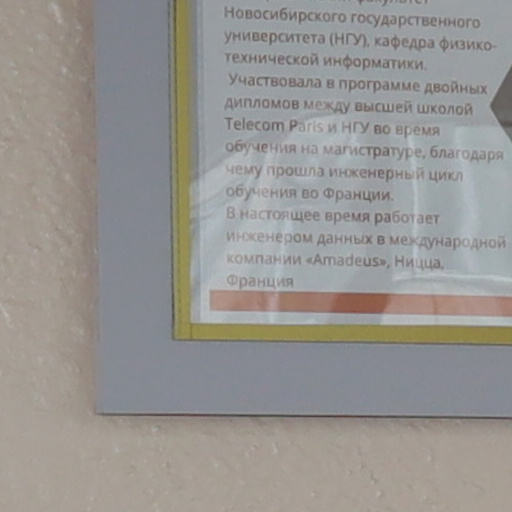 факультет
Новосибирского государственного
университета (НГУ), кафедра физико-
технической информатики.
Участвовала в программе двойных
дипломов между высшей школой
Telecom Paris и НГУ во время
обучения на магистратуре, благодаря
чему прошла инженерный цикл
обучения во Франции.
В настоящее время работает
инженером данных в международной
компании «Amadeus», Ницца,
Франция